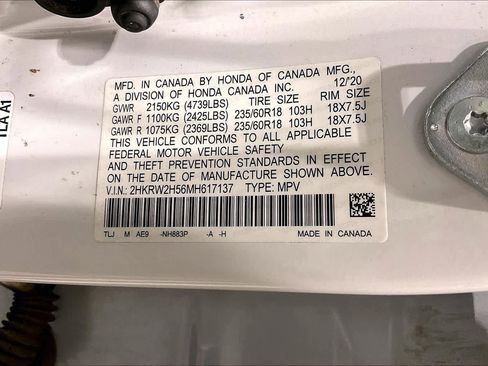 MFD. IN CANADA BY HONDA OF CANADA MFG.,
A DIVISION OF HONDA CANADA INC. 12/20
GVWR 2150KG (4739LBS) TIRE SIZE RIM SIZE
GAWR F 1100KG (2425LBS) 235/60R18 103H 18X7.5J
GAWR R 1075KG (2369LBS) 235/60R18 103H 18X7.5J
THIS VEHICLE CONFORMS TO ALL APPLICABLE
FEDERAL MOTOR VEHICLE SAFETY
AND THEFT PREVENTION STANDARDS IN EFFECT
ON THE DATE OF MANUFACTURE SHOWN ABOVE.
V.I.N.: 2HKRW2H56MH617137 TYPE: MPV
TLJ M AE9 -NH883P -A -H MADE IN CANADA
TLA A1